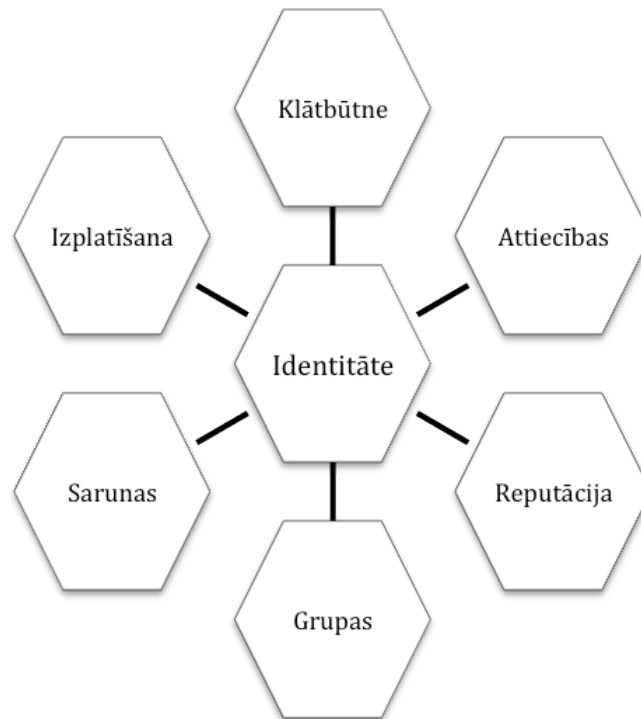 Klātbūtne
Izplatīšana
Attiecības
Identitāte
Sarunas
Reputācija
Grupas